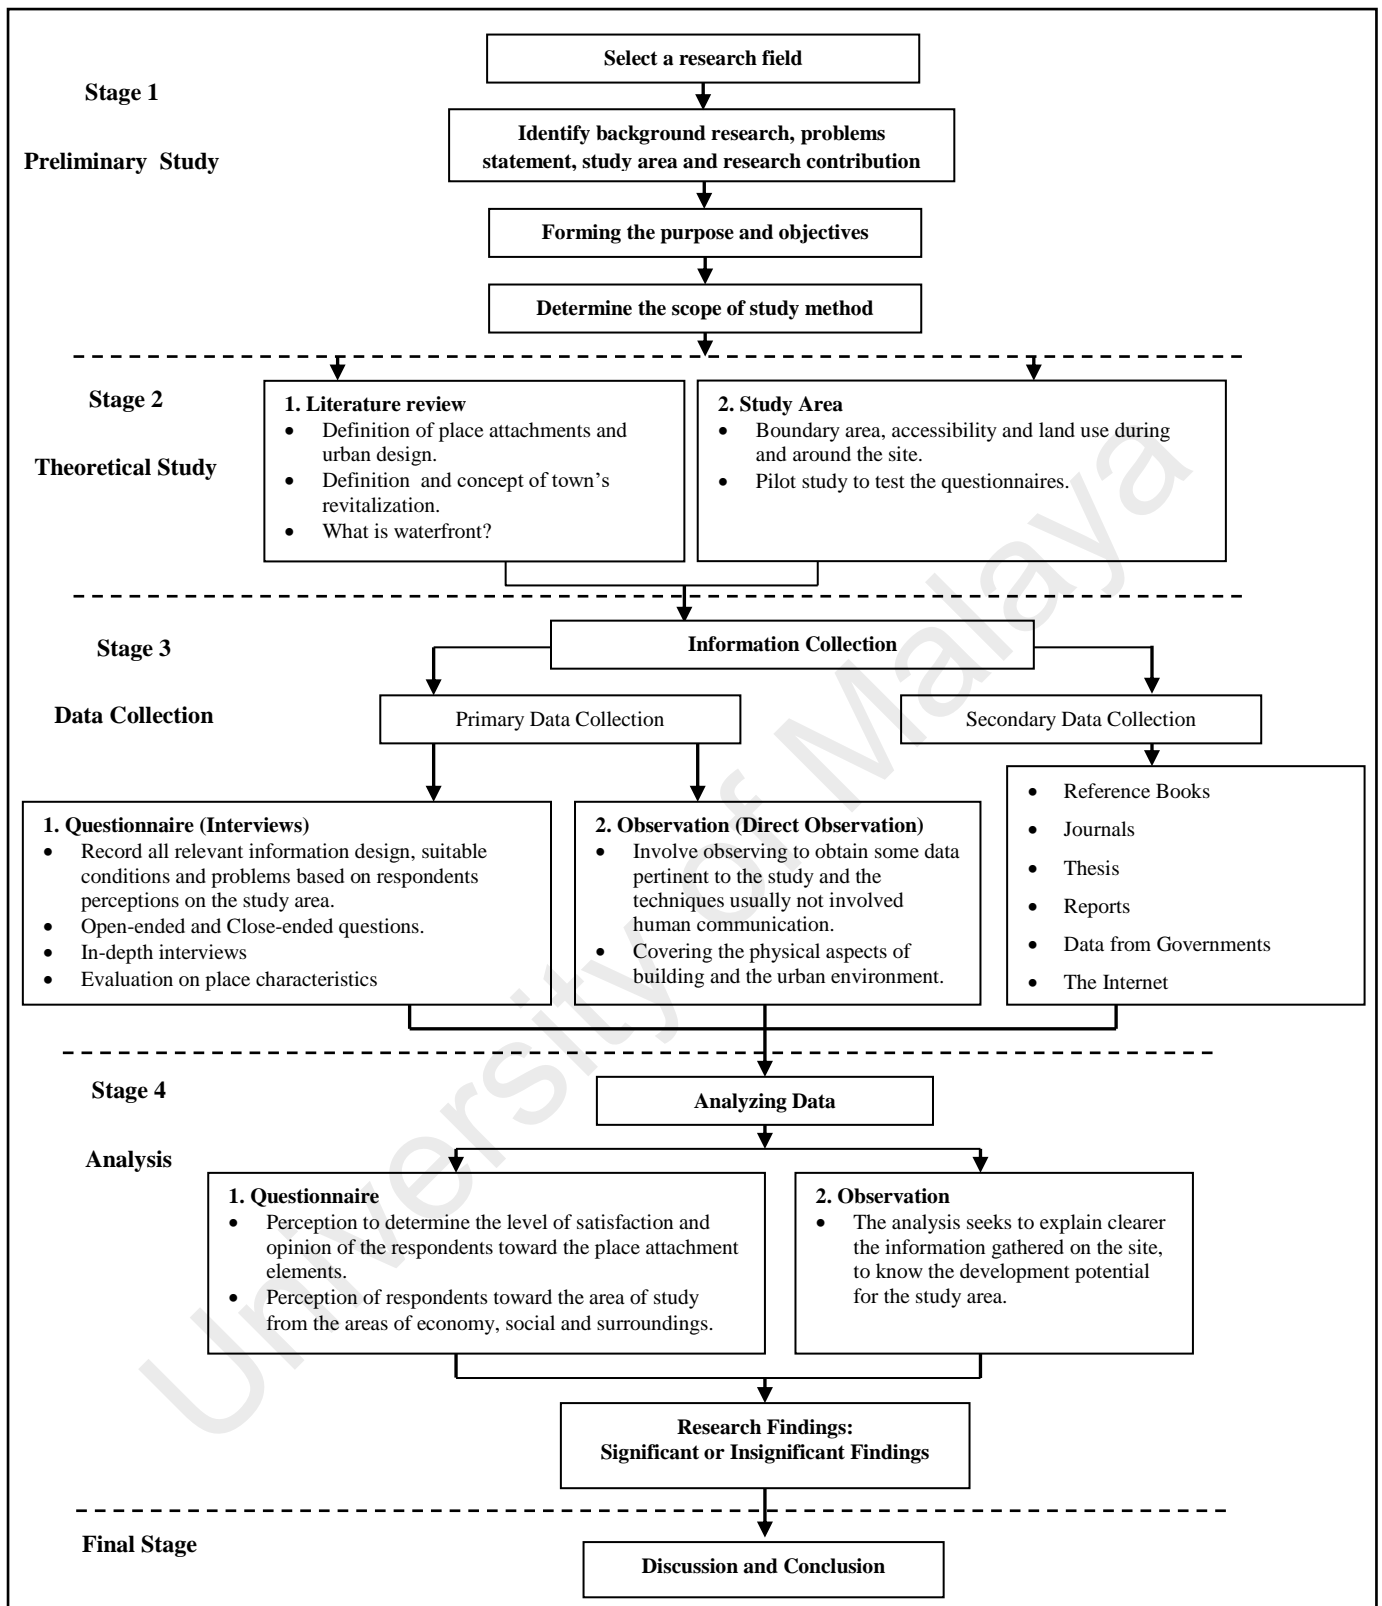 Select a research field
Stage 1
Preliminary Study
Identify background research, problems
statement, study area and research contribution
Forming the purpose and objectives
Determine the scope of study method
Stage 2
Theoretical Study
1. Literature review
• Definition of place attachments and
urban design.
• Definition and concept of town's
revitalization.
• What is waterfront?
2. Study Area
• Boundary area, accessibility and land use during
and around the site.
• Pilot study to test the questionnaires.
Stage 3
Data Collection
Information Collection
Primary Data Collection
Secondary Data Collection
1. Questionnaire (Interviews)
• Record all relevant information design, suitable
conditions and problems based on respondents
perceptions on the study area.
• Open-ended and Close-ended questions.
• In-depth interviews
• Evaluation on place characteristics
2. Observation (Direct Observation)
• Involve observing to obtain some data
pertinent to the study and the
techniques usually not involved
human communication.
• Covering the physical aspects of
building and the urban environment.
• Reference Books
• Journals
• Thesis
• Reports
• Data from Governments
• The Internet
Stage 4
Analysis
Analyzing Data
1. Questionnaire
• Perception to determine the level of satisfaction and
opinion of the respondents toward the place attachment
elements.
• Perception of respondents toward the area of study
from the areas of economy, social and surroundings.
2. Observation
• The analysis seeks to explain clearer
the information gathered on the site,
to know the development potential
for the study area.
Research Findings:
Significant or Insignificant Findings
Final Stage
Discussion and Conclusion
University of Malaya